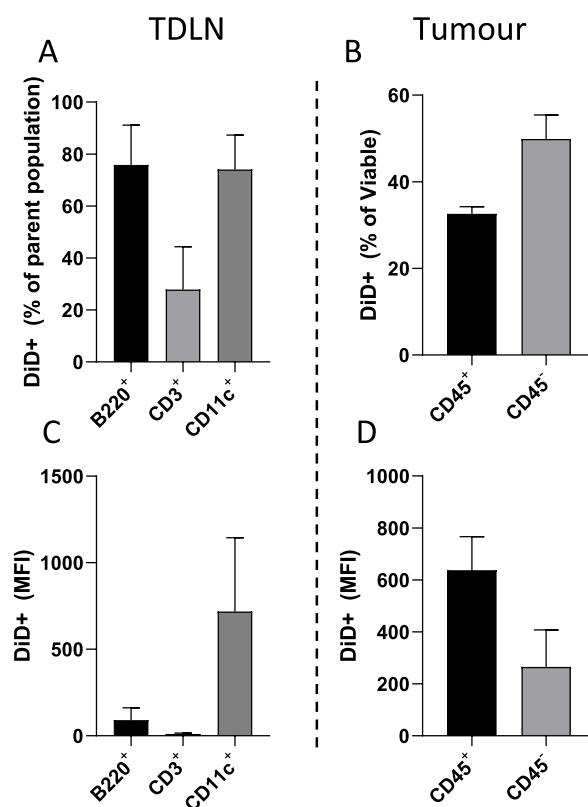 TDLN
Tumour
A
B
DiD+ (% of parent population)
100
80
60
40
20
0
B220⁺
CD3⁺
CD11c⁺
DiD+ (% of Viable)
60
40
20
0
CD45⁺
CD45⁻
C
D
DiD+ (MFI)
1500
1000
500
0
B220⁺
CD3⁺
CD11c⁺
DiD+ (MFI)
1000
800
600
400
200
0
CD45⁺
CD45⁻